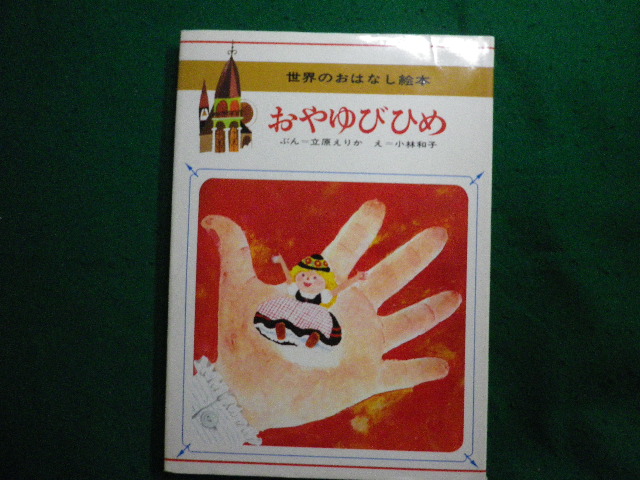 世界のおはなし絵本
おやゆびひめ
ぶん=立原えりか え=小林和子